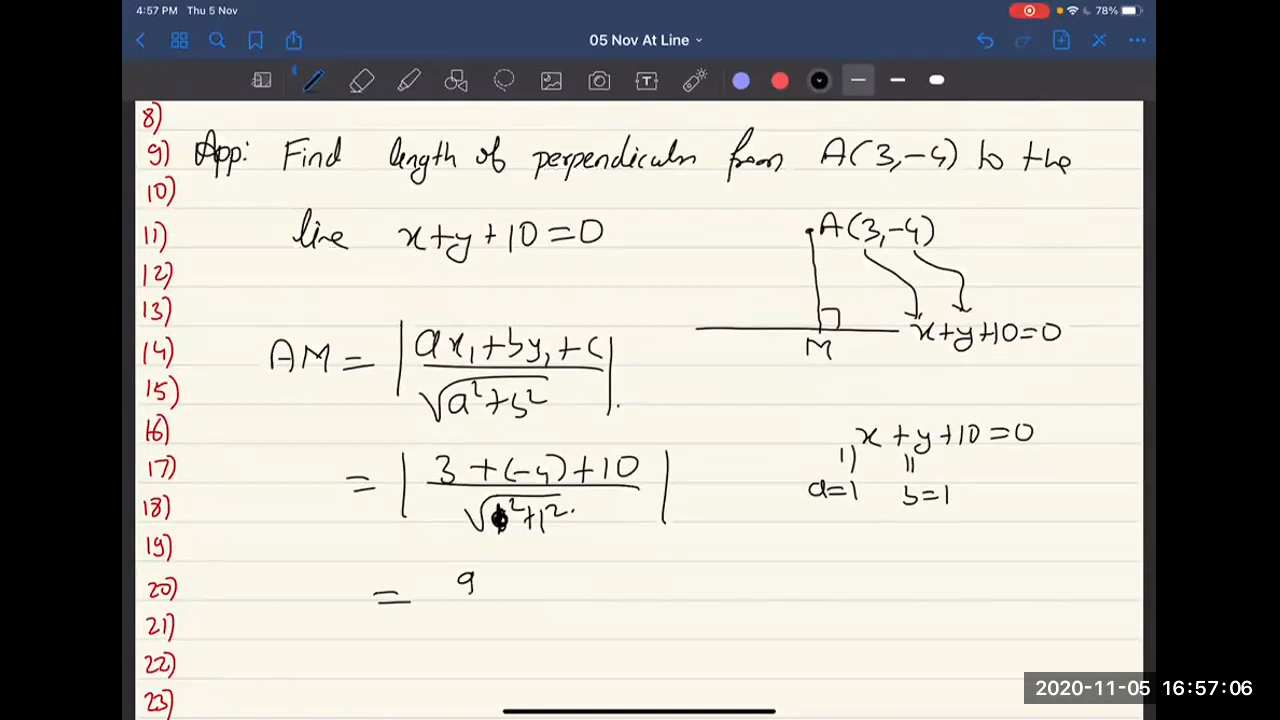 4:57 PM Thu 5 Nov
78%
05 Nov At Line
8)
9) App: Find length of perpendicular from A(3,-4) to the
10)
11) line x+y+10=0
A(3,-4)
12)
13)
x+y+10=0
M
14) AM = | ax₁+by₁+c
15) √a²+b² |.
16)
x+y+10=0
17) = | 3+(-4)+10
a=1 b=1
18) √1²+1² |
19)
20) = 9
21)
22)
23)
2020-11-05 16:57:06